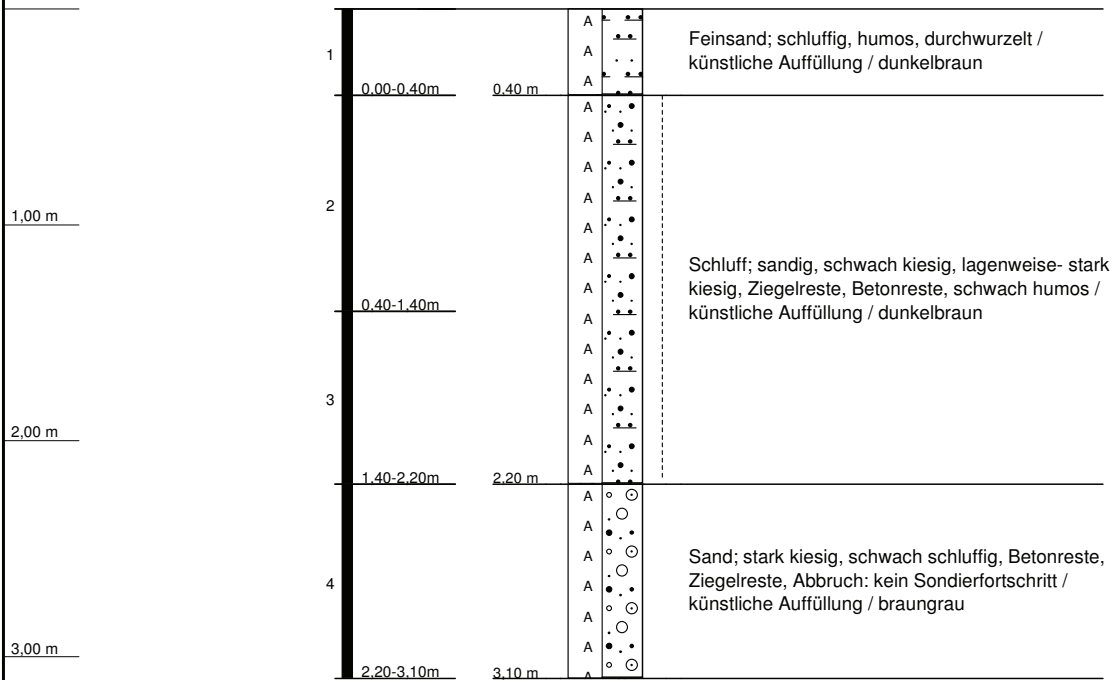 A
A
A
1
0,00-0,40m
0,40 m
Feinsand; schluffig, humos, durchwurzelt /
künstliche Auffüllung / dunkelbraun
A
A
A
A
A
A
A
A
A
A
A
A
A
1,00 m
2
0,40-1,40m
Schluff; sandig, schwach kiesig, lagenweise- stark
kiesig, Ziegelreste, Betonreste, schwach humos /
künstliche Auffüllung / dunkelbraun
2,00 m
3
1,40-2,20m
2,20 m
A
A
A
A
A
A
A
4
Sand; stark kiesig, schwach schluffig, Betonreste,
Ziegelreste, Abbruch: kein Sondierfortschritt /
künstliche Auffüllung / braungrau
3,00 m
2,20-3,10m
3,10 m